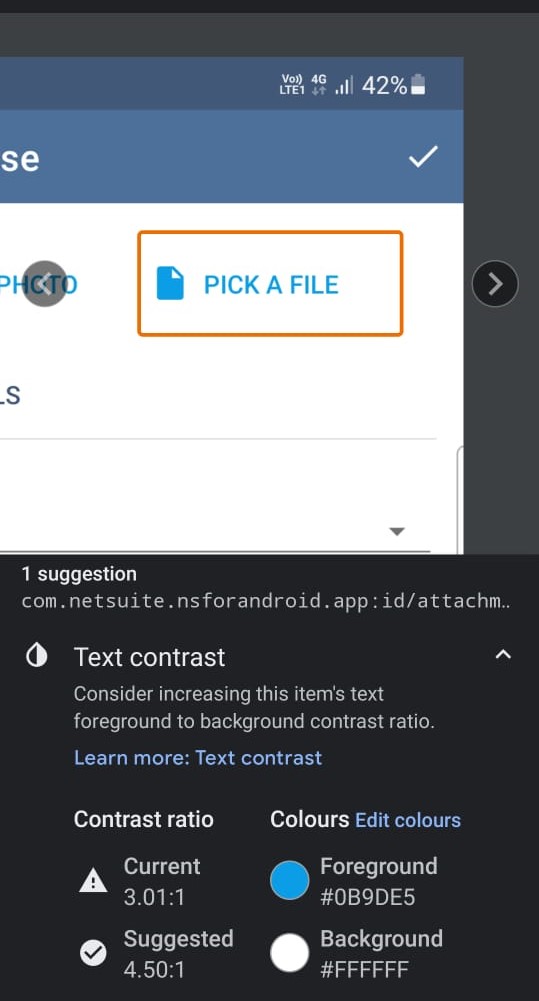 Vo)) 4G
LTE1 42%
se
PHOTO PICK A FILE
LS
1 suggestion
com.netsuite.nsforandroid.app:id/attachm..
Text contrast
Consider increasing this item's text
foreground to background contrast ratio.
Learn more: Text contrast
Contrast ratio Colours Edit colours
Current Foreground
3.01:1 #0B9DE5
Suggested Background
4.50:1 #FFFFFF